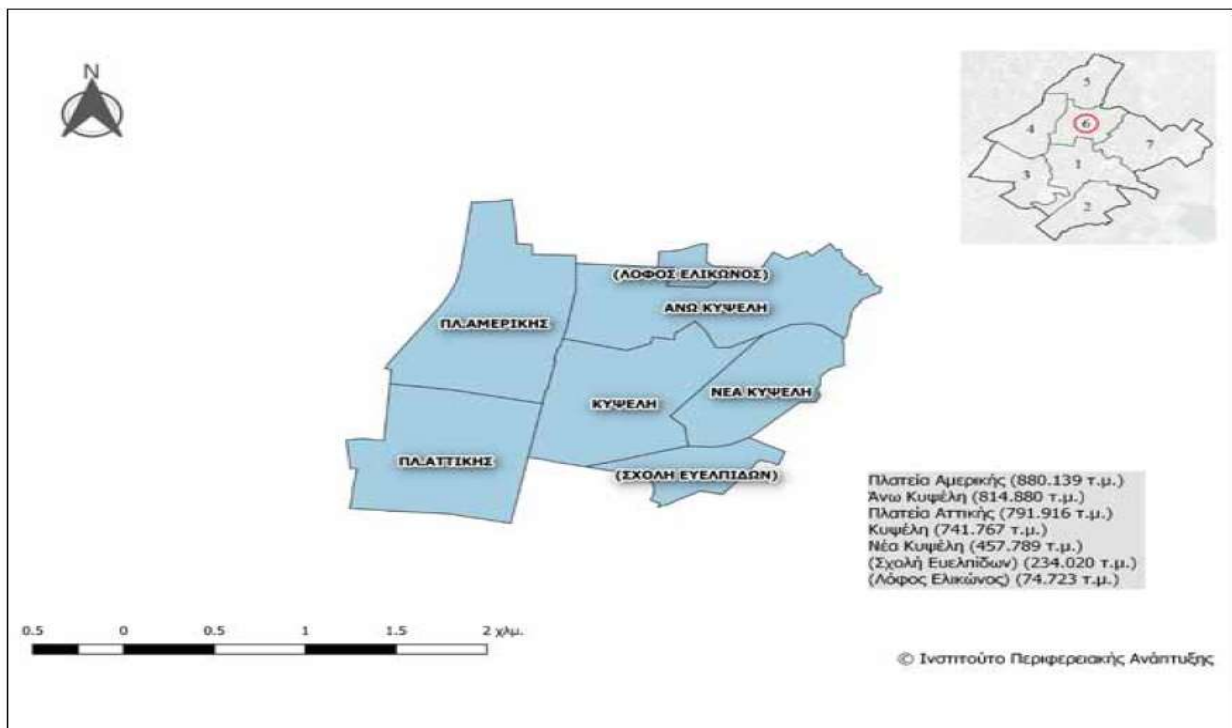 N
5
4
6
7
1
3
2
(ΛΟΦΟΣ ΕΛΙΚΩΝΟΣ)
ΑΝΩ ΚΥΨΕΛΗ
ΠΛ.ΑΜΕΡΙΚΗΣ
ΝΕΑ ΚΥΨΕΛΗ
ΚΥΨΕΛΗ
ΠΛ.ΑΤΤΙΚΗΣ
(ΣΧΟΛΗ ΕΥΕΛΠΙΔΩΝ)
Πλατεία Αμερικής (880.139 τ.μ.)
Άνω Κυψέλη (814.880 τ.μ.)
Πλατεία Αττικής (791.916 τ.μ.)
Κυψέλη (741.767 τ.μ.)
Νέα Κυψέλη (457.789 τ.μ.)
(Σχολή Ευελπίδων) (234.020 τ.μ.)
(Λόφος Ελικώνος) (74.723 τ.μ.)
0.5 0 0.5 1 1.5 2 χλμ.
© Ινστιτούτο Περιφερειακής Ανάπτυξης